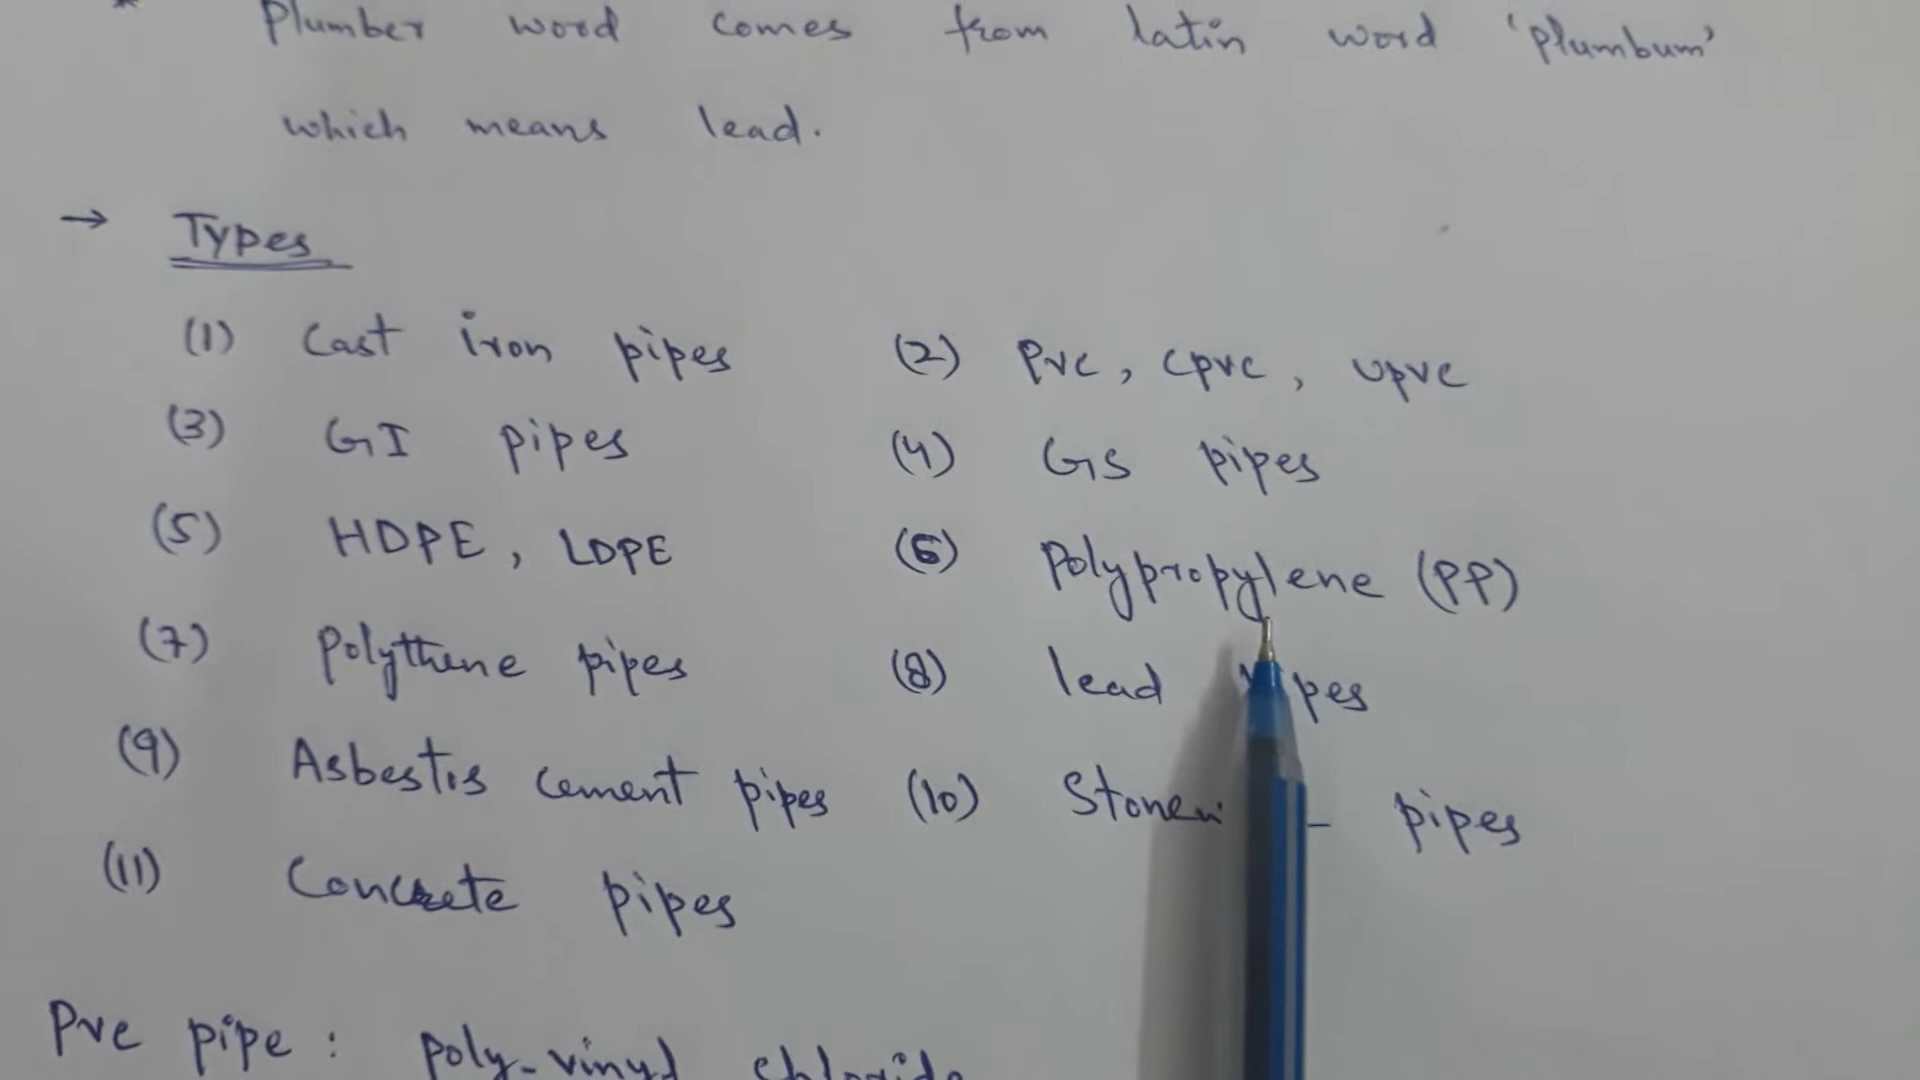 * Plumber word comes from latin word 'plumbum'
which means lead.
→ Types
(1) Cast iron pipes (2) Pvc, cpvc, upvc
(3) GI pipes (4) GS pipes
(5) HDPE, LDPE (6) Polypropylene (PP)
(7) Polythene pipes (8) lead pipes
(9) Asbestis cement pipes (10) pipes
(11) Concrete pipes
Pvc pipe : poly-vinyl chloride